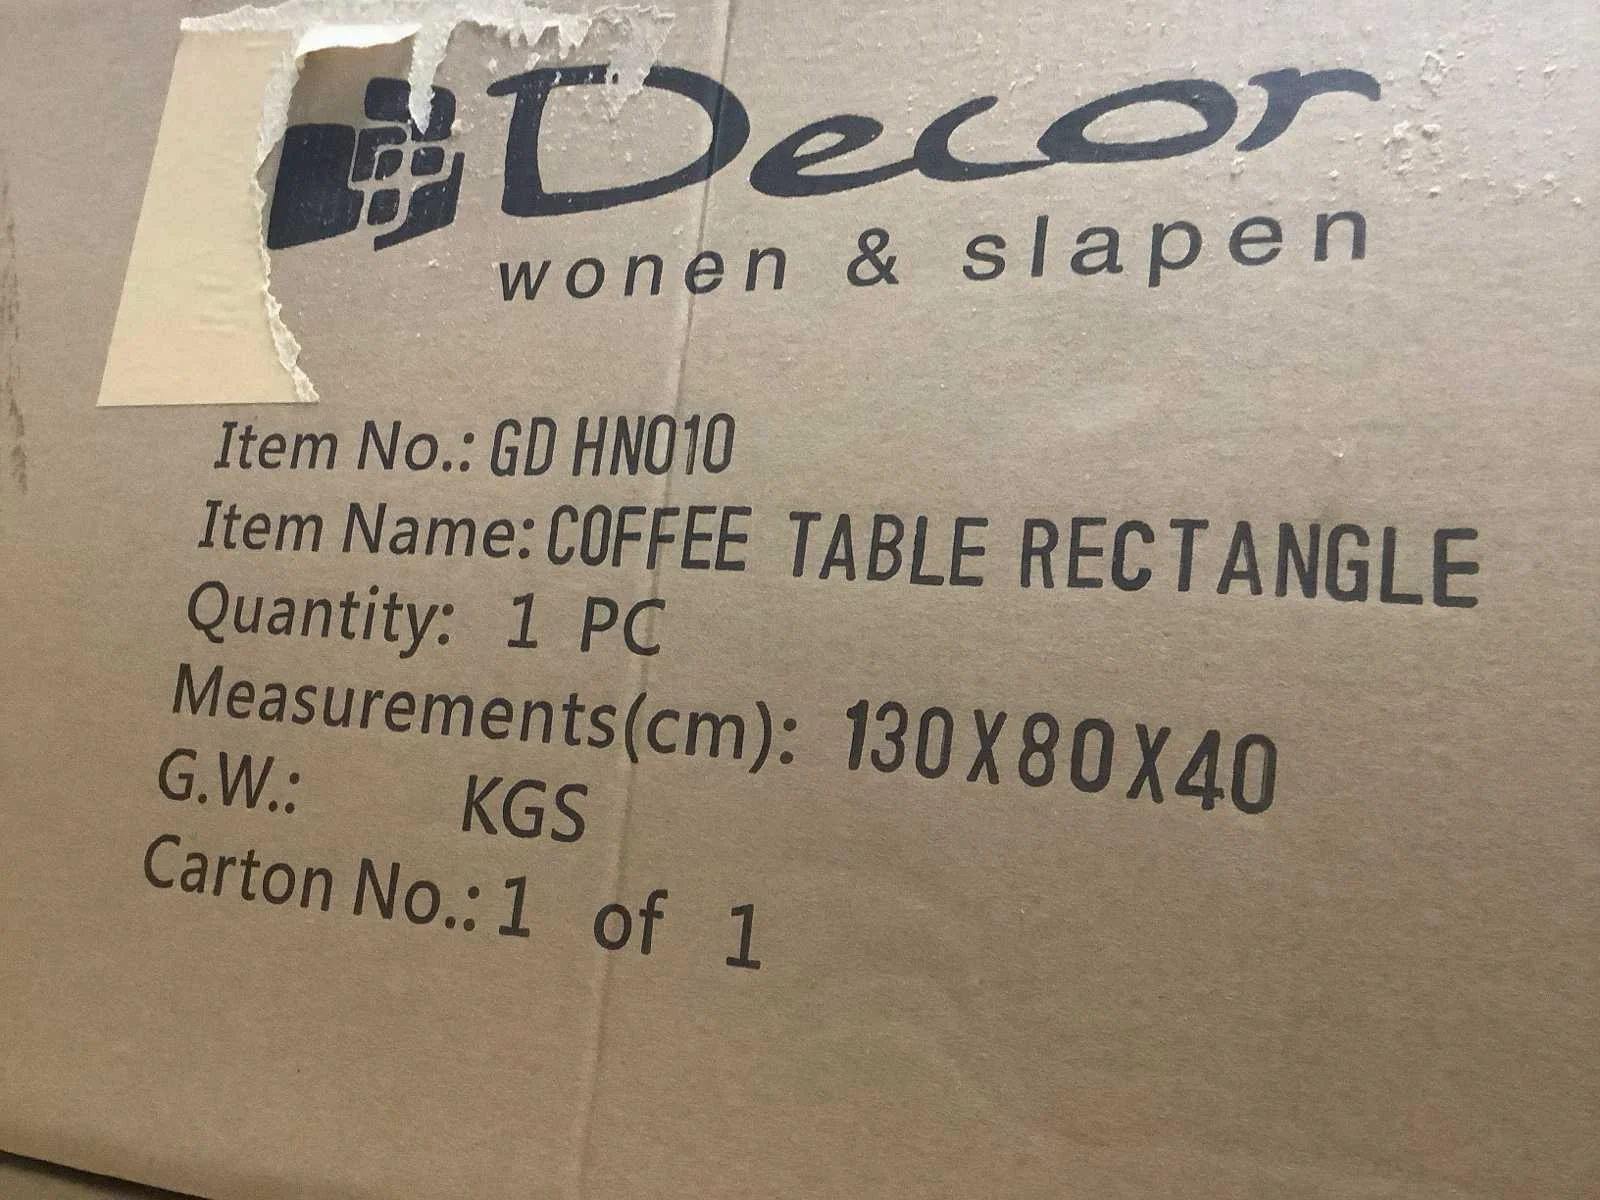 Decor
wonen & slapen
Item No.: GD HN010
Item Name: COFFEE TABLE RECTANGLE
Quantity: 1 PC
Measurements(cm): 130X80X40
G.W.: KGS
Carton No.: 1 of 1